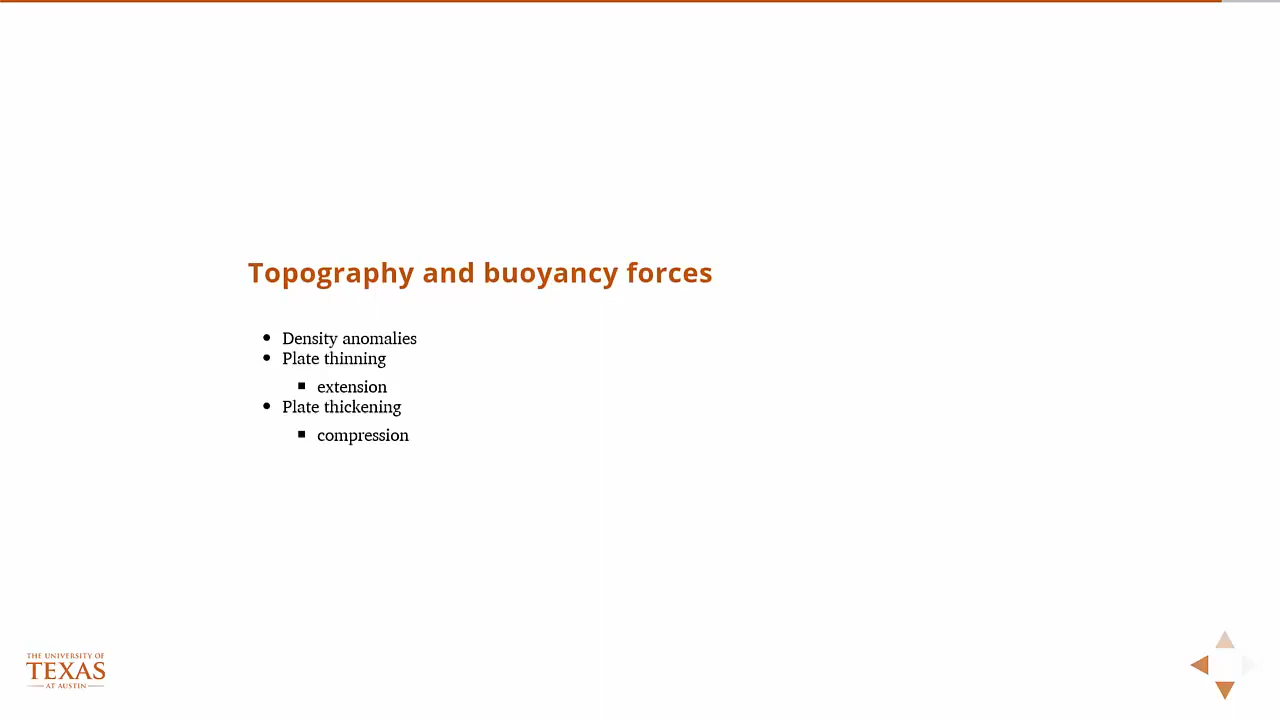 Topography and buoyancy forces
Density anomalies
Plate thinning
extension
Plate thickening
compression
THE UNIVERSITY OF
TEXAS
AT AUSTIN